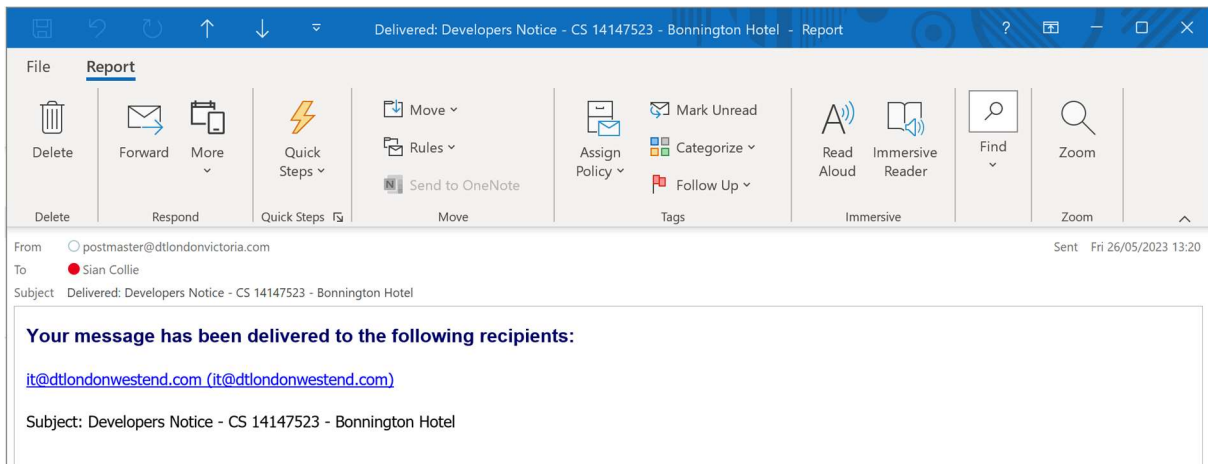 Delivered: Developers Notice - CS 14147523 - Bonnington Hotel - Report
?
File Report
Delete
Forward
More
Quick
Steps
Move
Rules
Send to OneNote
Assign
Policy
Mark Unread
Categorize
Follow Up
Read
Aloud
Immersive
Reader
Find
Zoom
Delete
Respond
Quick Steps
Move
Tags
Immersive
Zoom
From postmaster@dtlondonvictoria.com
Sent Fri 26/05/2023 13:20
To Sian Collie
Subject Delivered: Developers Notice - CS 14147523 - Bonnington Hotel
Your message has been delivered to the following recipients:
it@dtlondonwestend.com (it@dtlondonwestend.com)
Subject: Developers Notice - CS 14147523 - Bonnington Hotel